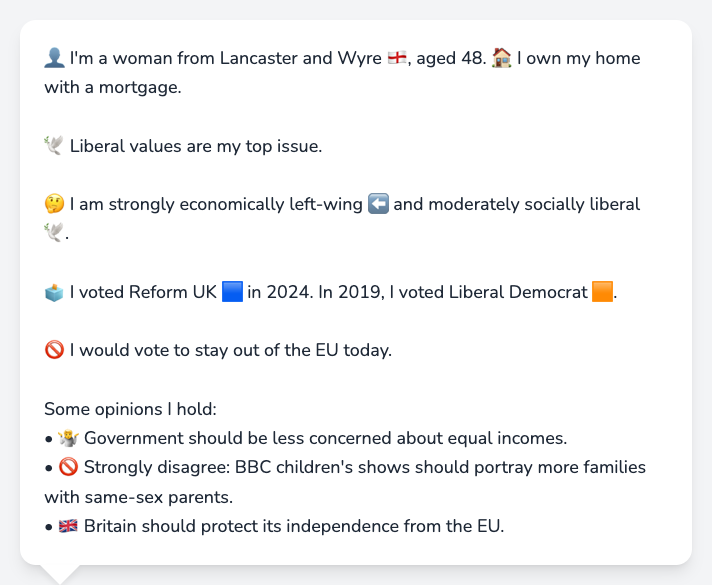 👤 I'm a woman from Lancaster and Wyre 🏴󠁧󠁢󠁥󠁮󠁧󠁿, aged 48. 🏠 I own my home
with a mortgage.
🕊️ Liberal values are my top issue.
🤔 I am strongly economically left-wing ⬅️ and moderately socially liberal
🕊️.
🗳️ I voted Reform UK 🟦 in 2024. In 2019, I voted Liberal Democrat 🟧.
🚫 I would vote to stay out of the EU today.
Some opinions I hold:
• 🤷 Government should be less concerned about equal incomes.
• 🚫 Strongly disagree: BBC children's shows should portray more families
with same-sex parents.
• 🇬🇧 Britain should protect its independence from the EU.